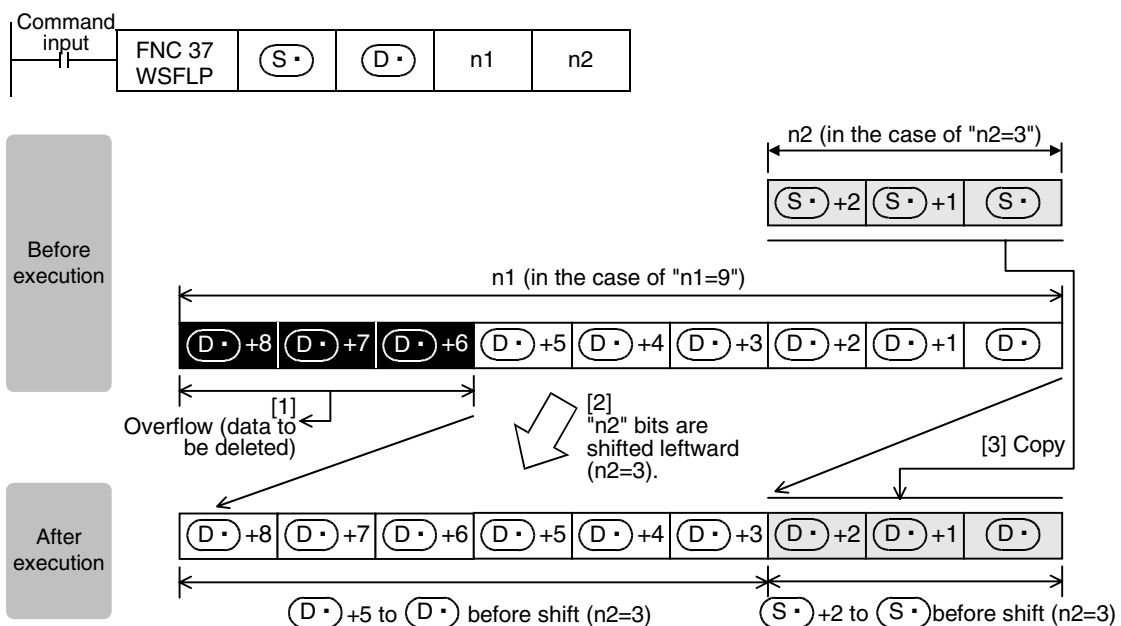 Command
input
FNC 37
WSFLP
S·
D·
n1
n2
n2 (in the case of "n2=3")
S·+2 S·+1 S·
Before
execution
n1 (in the case of "n1=9")
D·+8 D·+7 D·+6 D·+5 D·+4 D·+3 D·+2 D·+1 D·
[1]
Overflow (data to
be deleted)
[2]
"n2" bits are
shifted leftward
(n2=3).
[3] Copy
After
execution
D·+8 D·+7 D·+6 D·+5 D·+4 D·+3 D·+2 D·+1 D·
D·+5 to D· before shift (n2=3)
S·+2 to S·before shift (n2=3)